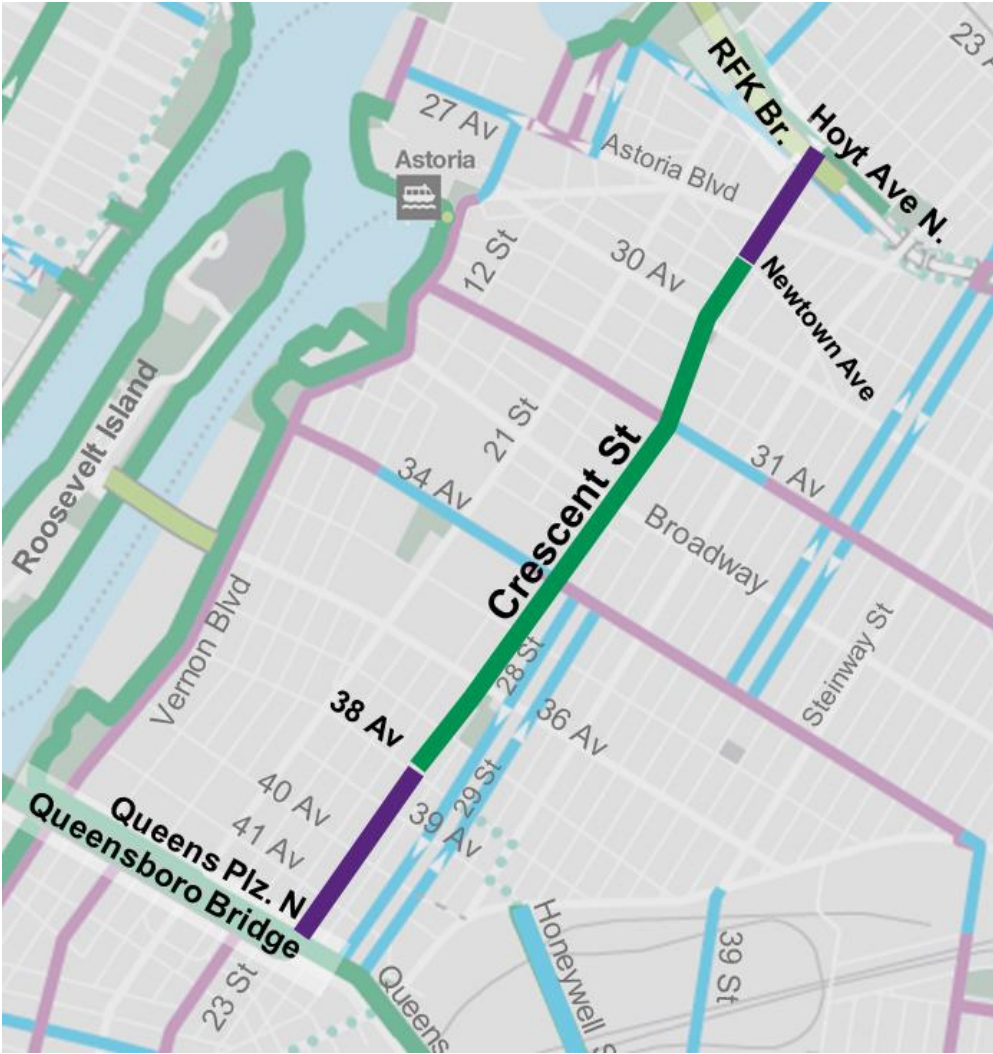 23 A
RFK Br.
Hoyt Ave N.
27 Av
Astoria Blvd
Astoria
12 St
30 Av
Newtown Ave
Roosevelt Island
21 St
Crescent St
31 Av
34 Av
Broadway
Vernon Blvd
28 St
Steinway St
38 Av
36 Av
29 St
40 Av
39 Av
41 Av
Queens Plz. N
Queensboro Bridge
23 St
Queens
Honeywell S
39 St